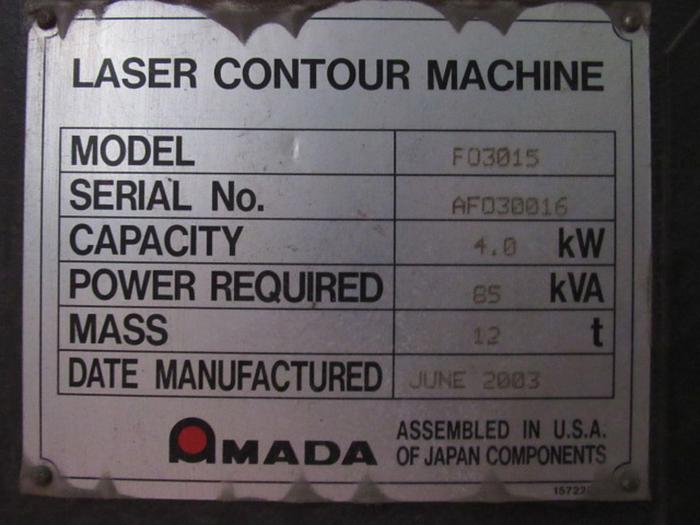 LASER CONTOUR MACHINE
MODEL FO3015
SERIAL No. AF030016
CAPACITY 4.0 kW
POWER REQUIRED 85 kVA
MASS 12 t
DATE MANUFACTURED JUNE 2003
AMADA ASSEMBLED IN U.S.A.
OF JAPAN COMPONENTS